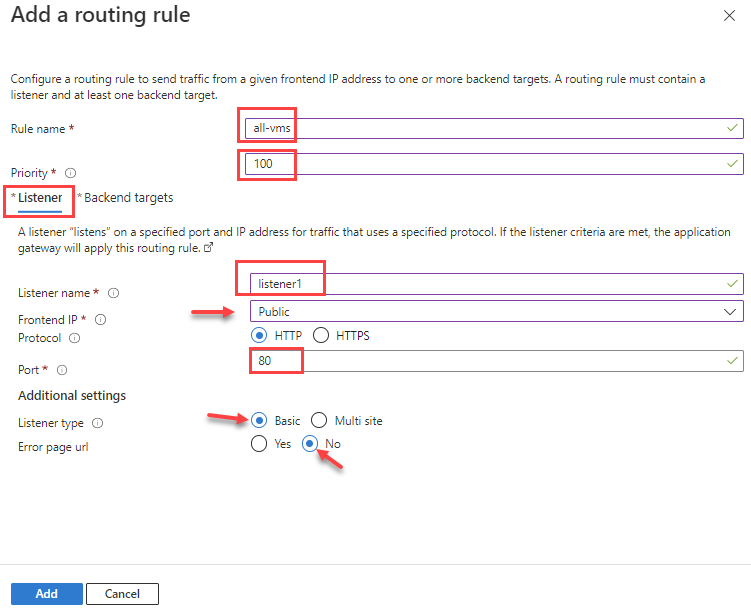 Add a routing rule
Configure a routing rule to send traffic from a given frontend IP address to one or more backend targets. A routing rule must contain a
listener and at least one backend target.
Rule name *
all-vms
Priority *
100
* Listener * Backend targets
A listener “listens” on a specified port and IP address for traffic that uses a specified protocol. If the listener criteria are met, the application
gateway will apply this routing rule.
Listener name *
listener1
Frontend IP *
Public
Protocol
HTTP HTTPS
Port *
80
Additional settings
Listener type
Basic Multi site
Error page url
Yes No
Add Cancel